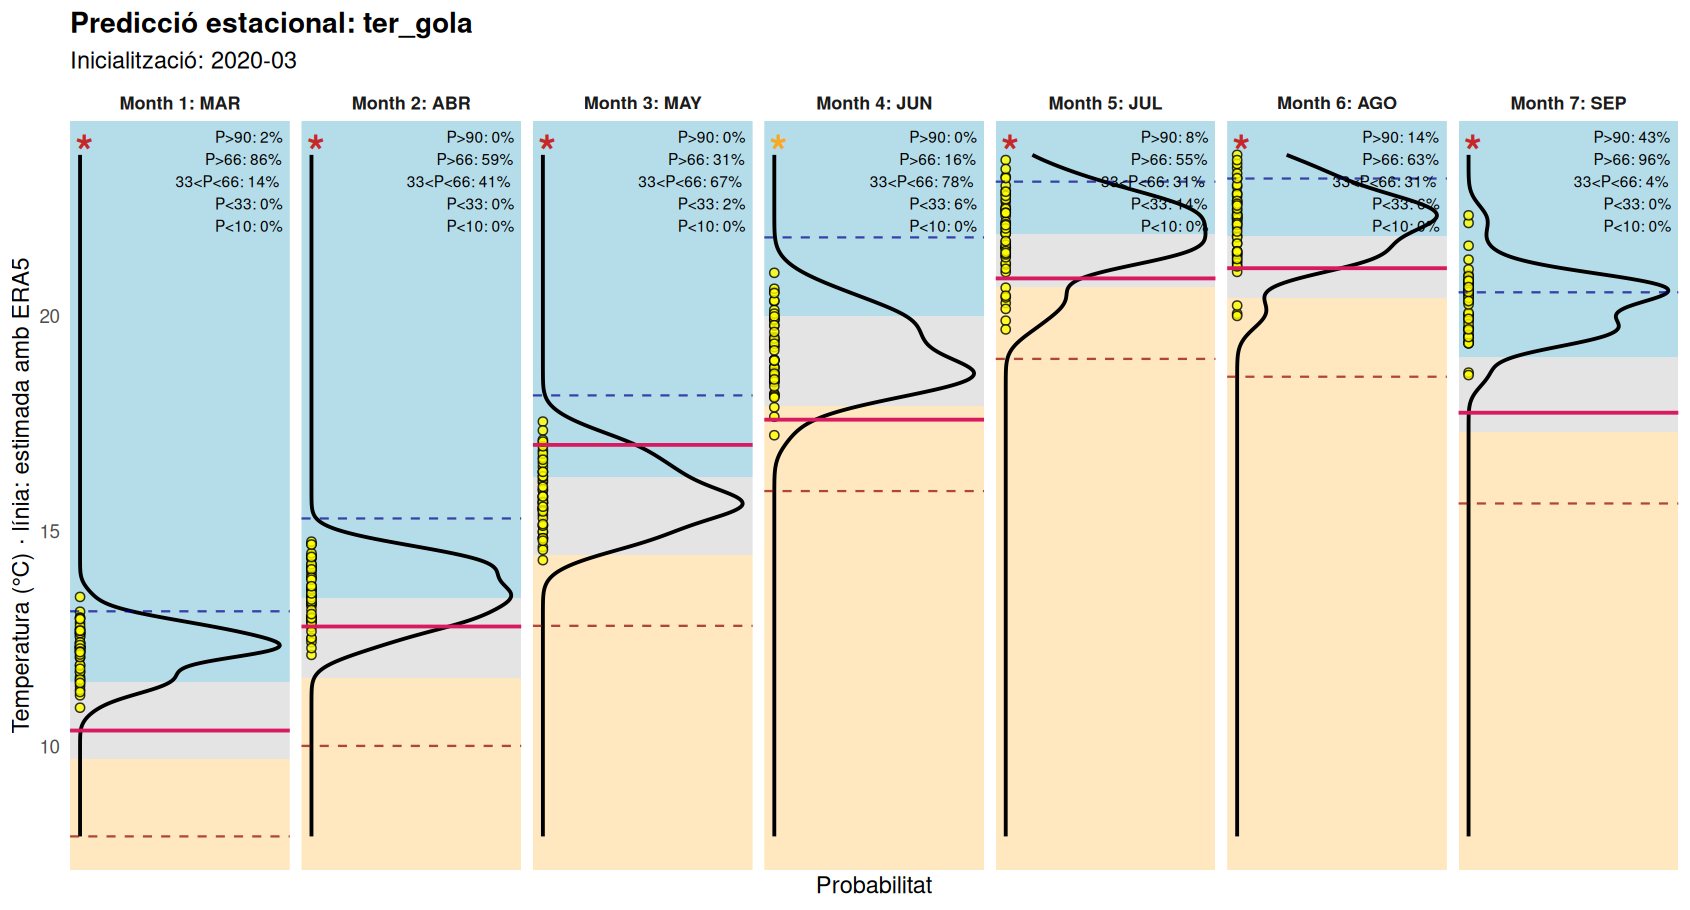 Predicció estacional: ter_gola
Inicialització: 2020-03
Month 1: MAR
Month 2: ABR
Month 3: MAY
Month 4: JUN
Month 5: JUL
Month 6: AGO
Month 7: SEP
P>90: 2%
P>66: 86%
33<P<66: 14%
P<33: 0%
P<10: 0%
P>90: 0%
P>66: 59%
33<P<66: 41%
P<33: 0%
P<10: 0%
P>90: 0%
P>66: 31%
33<P<66: 67%
P<33: 2%
P<10: 0%
P>90: 0%
P>66: 16%
33<P<66: 78%
P<33: 6%
P<10: 0%
P>90: 8%
P>66: 55%
33<P<66: 31%
P<33: 14%
P<10: 0%
P>90: 14%
P>66: 63%
33<P<66: 31%
P<33: 6%
P<10: 0%
P>90: 43%
P>66: 96%
33<P<66: 4%
P<33: 0%
P<10: 0%
Temperatura (°C) · línia: estimada amb ERA5
20
15
10
Probabilitat